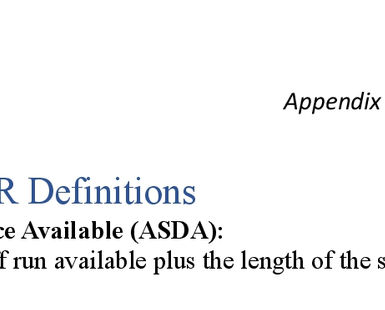 Appendix
R Definitions
ce Available (ASDA):
f run available plus the length of the s